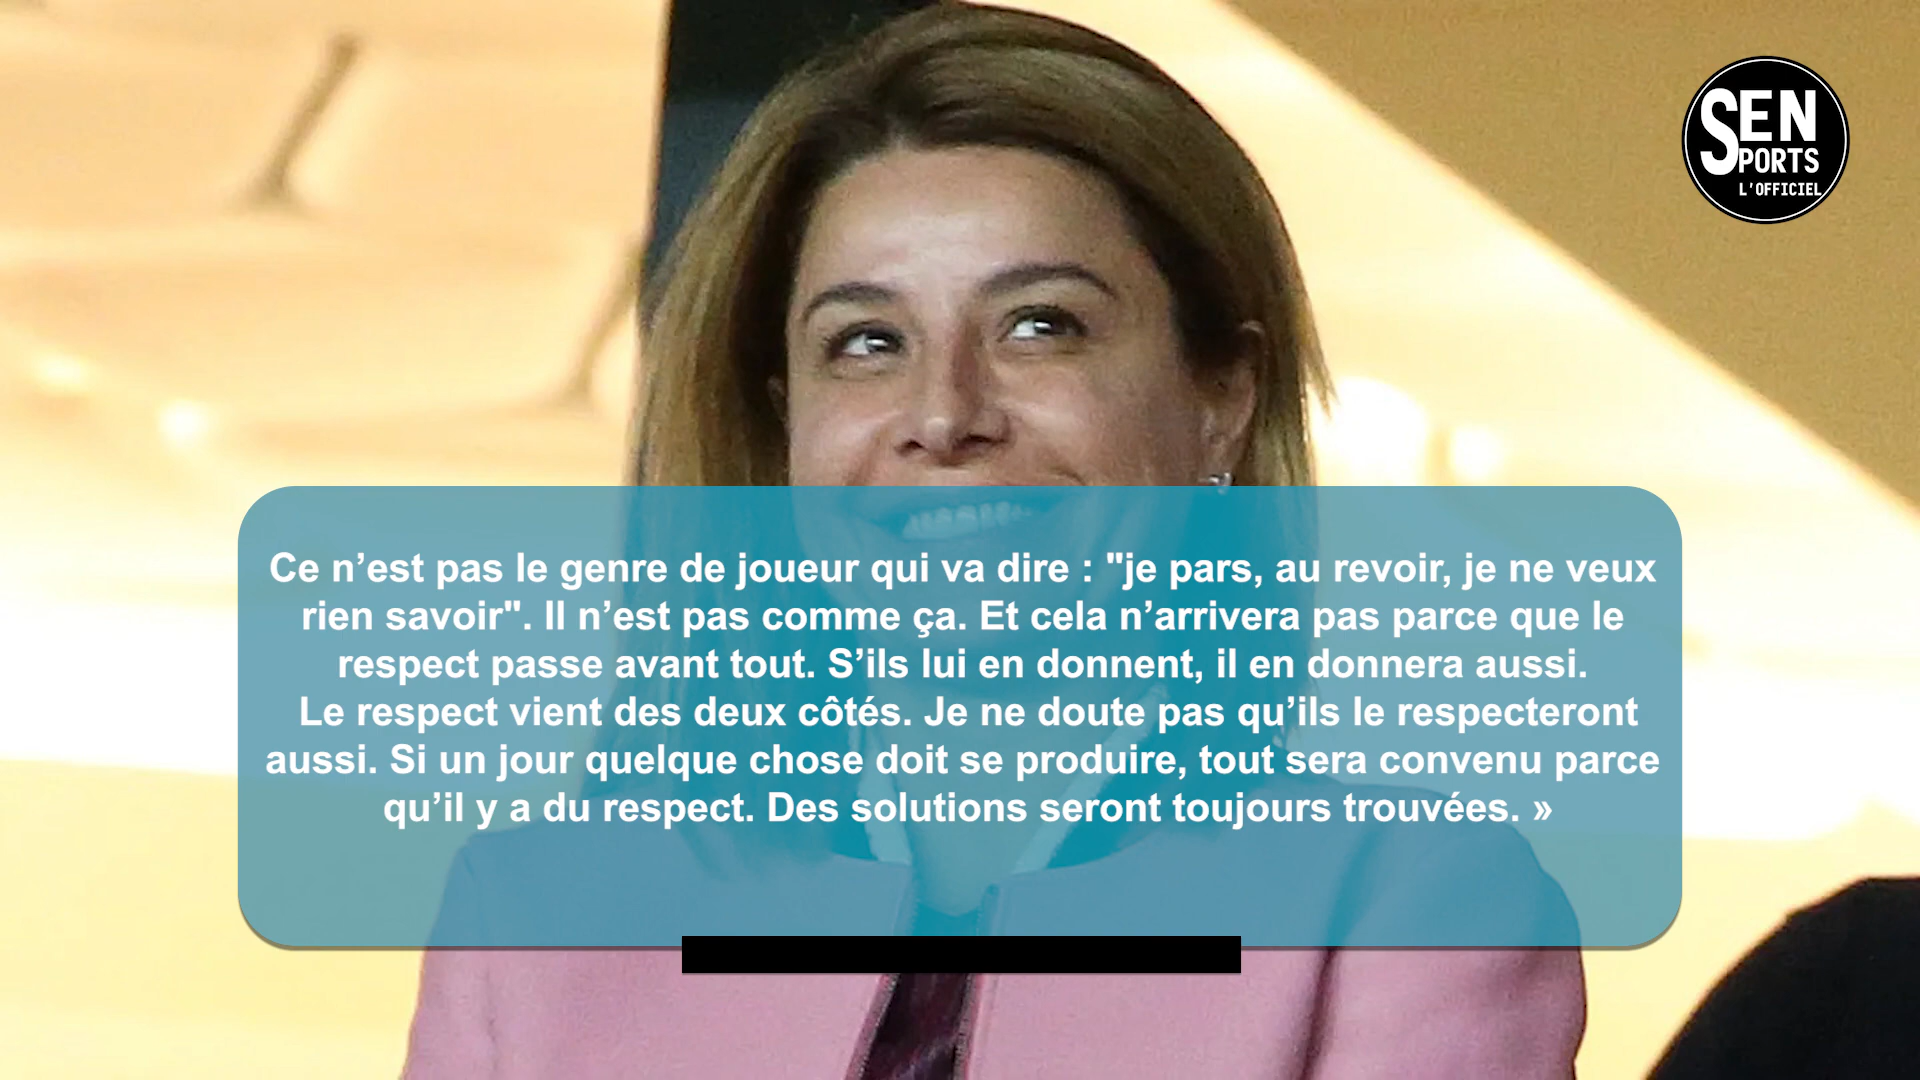 SEN
SPORTS
L'OFFICIEL
Ce n’est pas le genre de joueur qui va dire : "je pars, au revoir, je ne veux
rien savoir". Il n’est pas comme ça. Et cela n’arrivera pas parce que le
respect passe avant tout. S’ils lui en donnent, il en donnera aussi.
Le respect vient des deux côtés. Je ne doute pas qu’ils le respecteront
aussi. Si un jour quelque chose doit se produire, tout sera convenu parce
qu’il y a du respect. Des solutions seront toujours trouvées. »